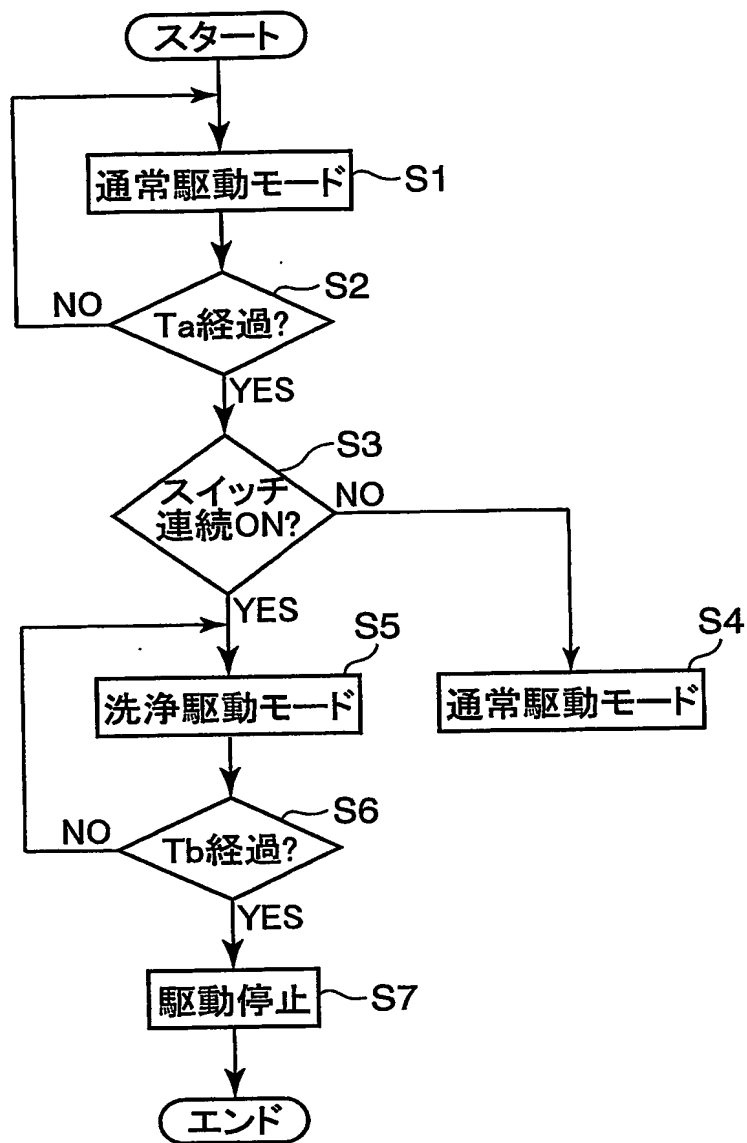 スタート
通常駆動モード
S1
S2
NO
Ta経過?
YES
S3
スイッチ
連続ON?
NO
YES
S5
S4
洗浄駆動モード
通常駆動モード
S6
NO
Tb経過?
YES
駆動停止
S7
エンド